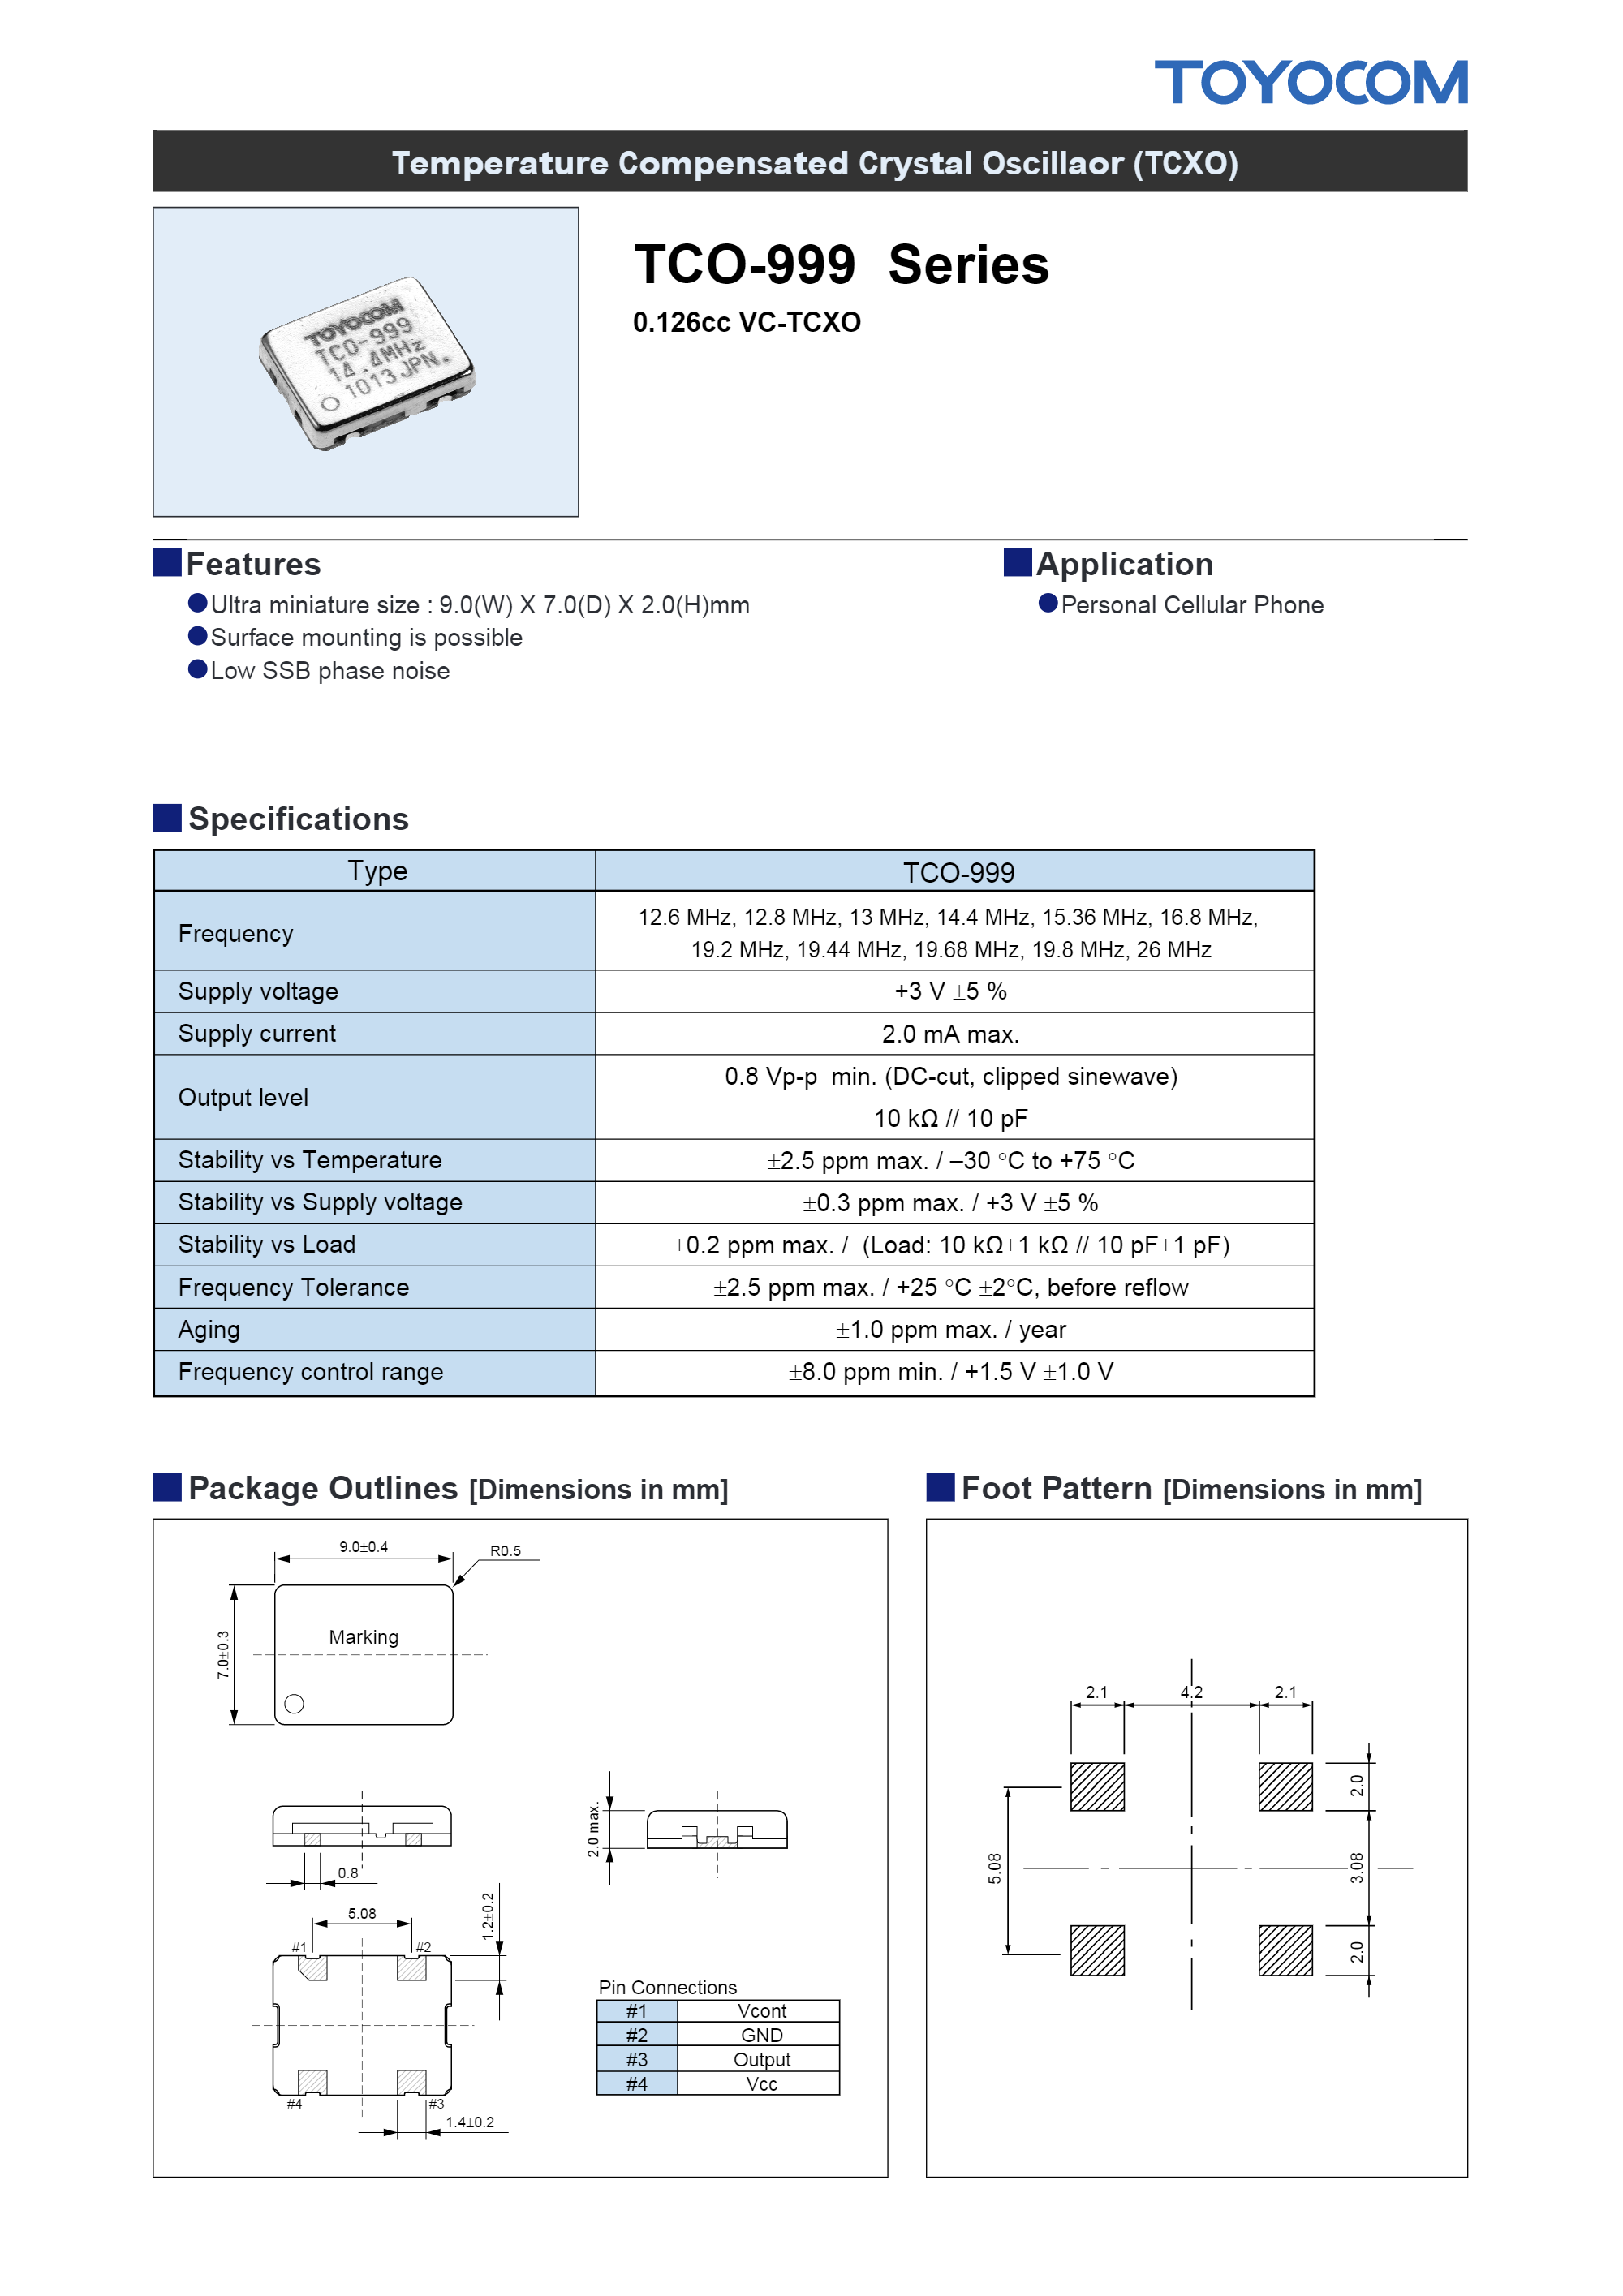 TOYOCOM
Temperature Compensated Crystal Oscillaor (TCXO)
TOYOCOM
TCO-999
14.4MHz
1013JPN.
TCO-999 Series
0.126cc VC-TCXO
Features
Ultra miniature size : 9.0(W) X 7.0(D) X 2.0(H)mm
Surface mounting is possible
Low SSB phase noise
Application
Personal Cellular Phone
Specifications
Type TCO-999
Frequency 12.6 MHz, 12.8 MHz, 13 MHz, 14.4 MHz, 15.36 MHz, 16.8 MHz,
19.2 MHz, 19.44 MHz, 19.68 MHz, 19.8 MHz, 26 MHz
Supply voltage +3 V ±5 %
Supply current 2.0 mA max.
Output level 0.8 Vp-p min. (DC-cut, clipped sinewave)
10 kΩ // 10 pF
Stability vs Temperature ±2.5 ppm max. / –30 °C to +75 °C
Stability vs Supply voltage ±0.3 ppm max. / +3 V ±5 %
Stability vs Load ±0.2 ppm max. / (Load: 10 kΩ±1 kΩ // 10 pF±1 pF)
Frequency Tolerance ±2.5 ppm max. / +25 °C ±2°C, before reflow
Aging ±1.0 ppm max. / year
Frequency control range ±8.0 ppm min. / +1.5 V ±1.0 V
Package Outlines [Dimensions in mm]
9.0±0.4
R0.5
7.0±0.3
Marking
0.8
2.0 max.
5.08
1.2±0.2
#1 #2
#4 #3
1.4±0.2
Pin Connections
#1 Vcont
#2 GND
#3 Output
#4 Vcc
Foot Pattern [Dimensions in mm]
2.1 4.2 2.1
2.0
5.08
3.08
2.0